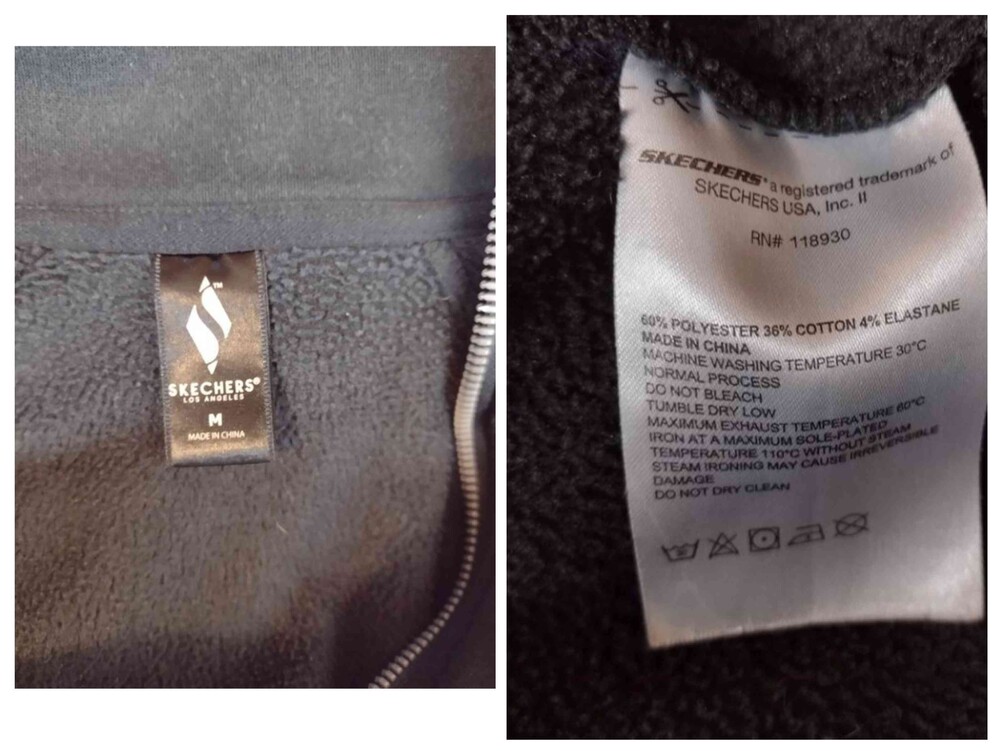 TM
SKECHERS®
LOS ANGELES
M
MADE IN CHINA
SKECHERS® a registered trademark of
SKECHERS USA, Inc. II
RN# 118930
60% POLYESTER 36% COTTON 4% ELASTANE
MADE IN CHINA
MACHINE WASHING TEMPERATURE 30°C
NORMAL PROCESS
DO NOT BLEACH
TUMBLE DRY LOW
MAXIMUM EXHAUST TEMPERATURE 60°C
IRON AT A MAXIMUM SOLE-PLATED
TEMPERATURE 110°C WITHOUT STEAM
STEAM IRONING MAY CAUSE IRREVERSIBLE
DAMAGE
DO NOT DRY CLEAN